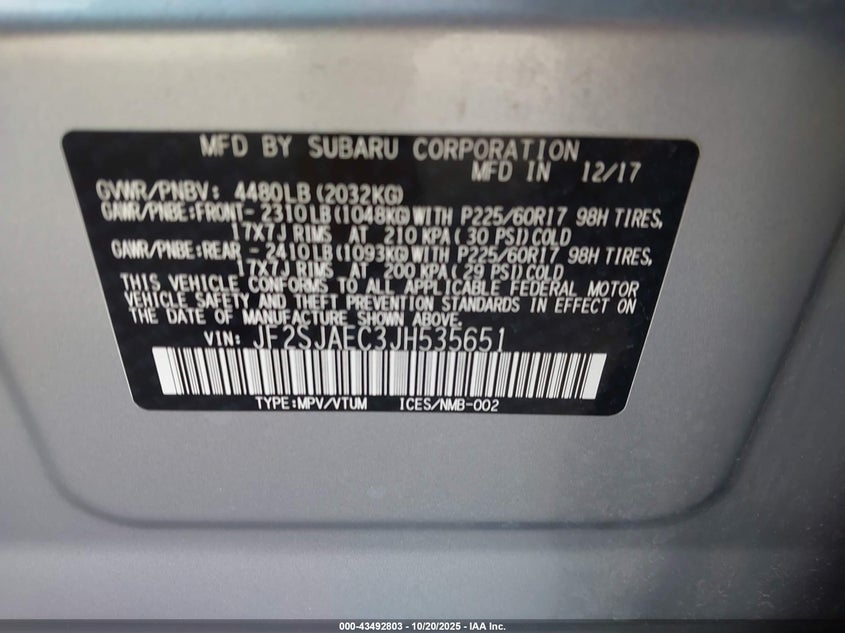 MFD BY SUBARU CORPORATION
MFD IN 12/17
GVWR/PNBV: 4480LB(2032KG)
GAWR/PNBE:FRONT-2310LB(1048KG)WITH P225/60R17 98H TIRES,
17X7J RIMS AT 210 KPA(30 PSI)COLD
GAWR/PNBE:REAR -2410LB(1093KG)WITH P225/60R17 98H TIRES,
17X7J RIMS AT 200 KPA(29 PSI)COLD
THIS VEHICLE CONFORMS TO ALL APPLICABLE FEDERAL MOTOR
VEHICLE SAFETY AND THEFT PREVENTION STANDARDS IN EFFECT ON
THE DATE OF MANUFACTURE SHOWN ABOVE.
VIN: JF2SJAEC3JH535651
TYPE:MPV/VTUM ICES/NMB-002
000-43492803 - 10/20/2025 - IAA Inc.